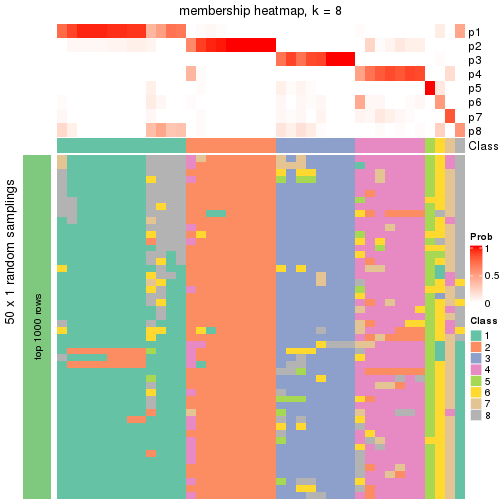 membership heatmap, k = 8
p1
p2
p3
p4
p5
p6
p7
p8
Class
50 x 1 random samplings
top 1000 rows
Prob
1
0.5
0
Class
1
2
3
4
5
6
7
8